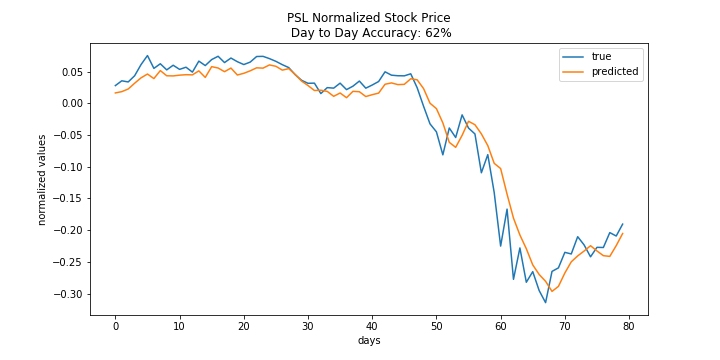 PSL Normalized Stock Price
Day to Day Accuracy: 62%
true
predicted
normalized values
0.05
0.00
−0.05
−0.10
−0.15
−0.20
−0.25
−0.30
0 10 20 30 40 50 60 70 80
days